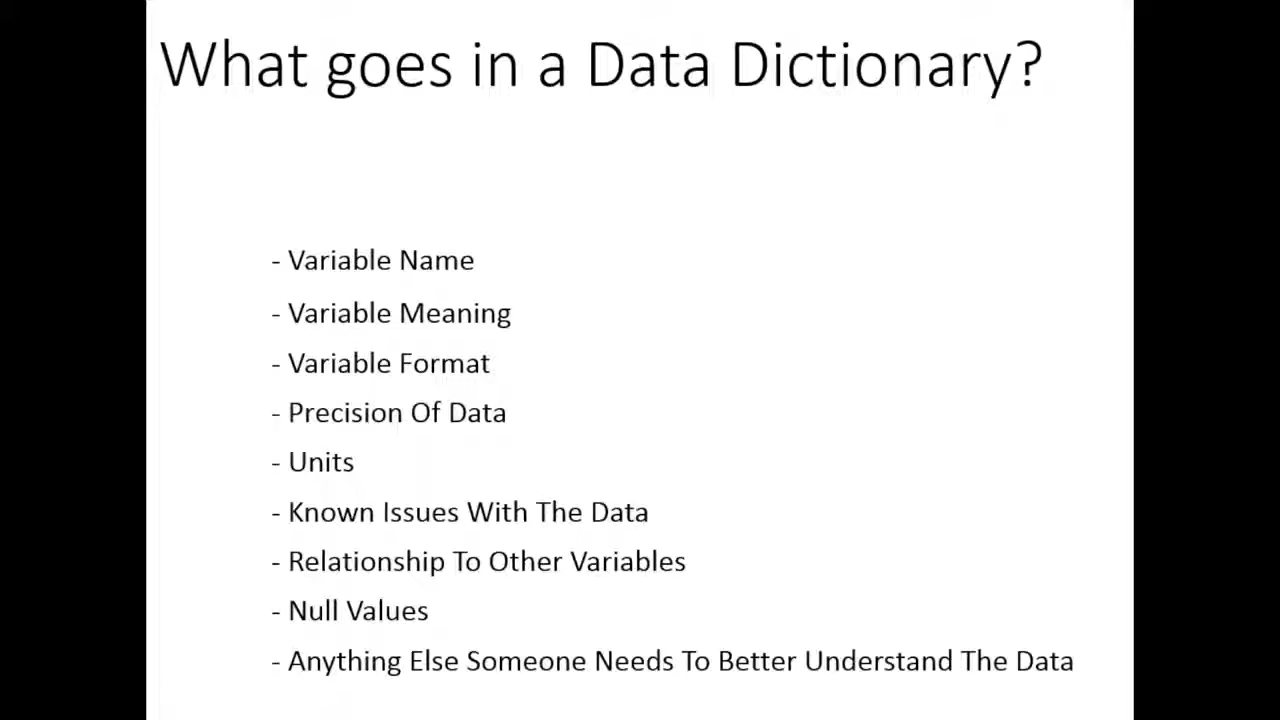 What goes in a Data Dictionary?
- Variable Name
- Variable Meaning
- Variable Format
- Precision Of Data
- Units
- Known Issues With The Data
- Relationship To Other Variables
- Null Values
- Anything Else Someone Needs To Better Understand The Data